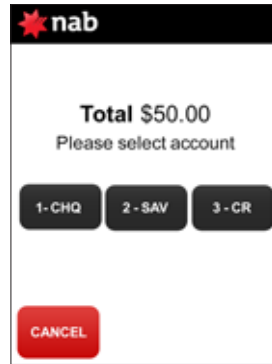 nab
Total $50.00
Please select account
1- CHQ 2 - SAV 3 - CR
CANCEL